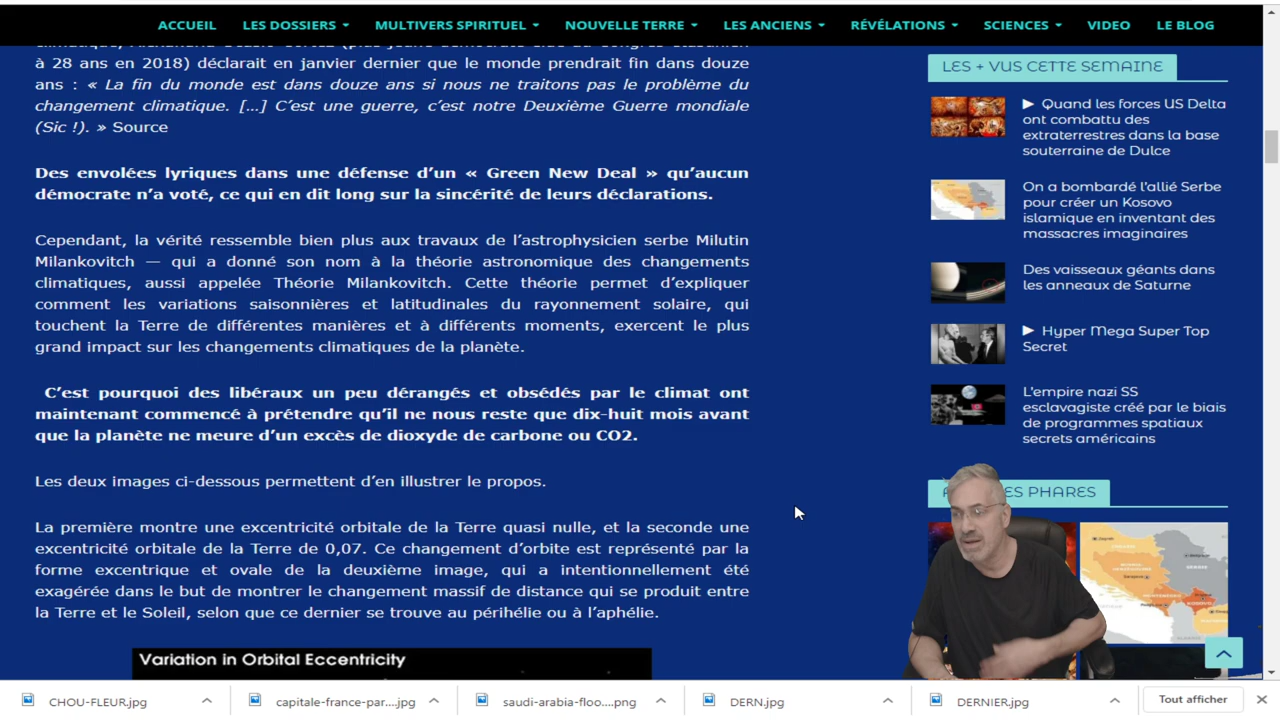 ACCUEIL LES DOSSIERS MULTIVERS SPIRITUEL NOUVELLE TERRE LES ANCIENS RÉVÉLATIONS SCIENCES VIDEO LE BLOG
à 28 ans en 2018) déclarait en janvier dernier que le monde prendrait fin dans douze
ans : « La fin du monde est dans douze ans si nous ne traitons pas le problème du
changement climatique. [...] C'est une guerre, c'est notre Deuxième Guerre mondiale
(Sic !). » Source
Des envolées lyriques dans une défense d'un « Green New Deal » qu'aucun
démocrate n'a voté, ce qui en dit long sur la sincérité de leurs déclarations.
Cependant, la vérité ressemble bien plus aux travaux de l'astrophysicien serbe Milutin
Milankovitch — qui a donné son nom à la théorie astronomique des changements
climatiques, aussi appelée Théorie Milankovitch. Cette théorie permet d'expliquer
comment les variations saisonnières et latitudinales du rayonnement solaire, qui
touchent la Terre de différentes manières et à différents moments, exercent le plus
grand impact sur les changements climatiques de la planète.
C'est pourquoi des libéraux un peu dérangés et obsédés par le climat ont
maintenant commencé à prétendre qu'il ne nous reste que dix-huit mois avant
que la planète ne meure d'un excès de dioxyde de carbone ou CO2.
Les deux images ci-dessous permettent d'en illustrer le propos.
La première montre une excentricité orbitale de la Terre quasi nulle, et la seconde une
excentricité orbitale de la Terre de 0,07. Ce changement d'orbite est représenté par la
forme excentrique et ovale de la deuxième image, qui a intentionnellement été
exagérée dans le but de montrer le changement massif de distance qui se produit entre
la Terre et le Soleil, selon que ce dernier se trouve au périhélie ou à l'aphélie.
Variation in Orbital Eccentricity
LES + VUS CETTE SEMAINE
► Quand les forces US Delta
ont combattu des
extraterrestres dans la base
souterraine de Dulce
On a bombardé l'allié Serbe
pour créer un Kosovo
islamique en inventant des
massacres imaginaires
Des vaisseaux géants dans
les anneaux de Saturne
► Hyper Mega Super Top
Secret
L'empire nazi SS
esclavagiste créé par le biais
de programmes spatiaux
secrets américains
PHARES
CHOU-FLEUR.jpg capitale-france-par....jpg saudi-arabia-floo....png DERN.jpg DERNIER.jpg Tout afficher